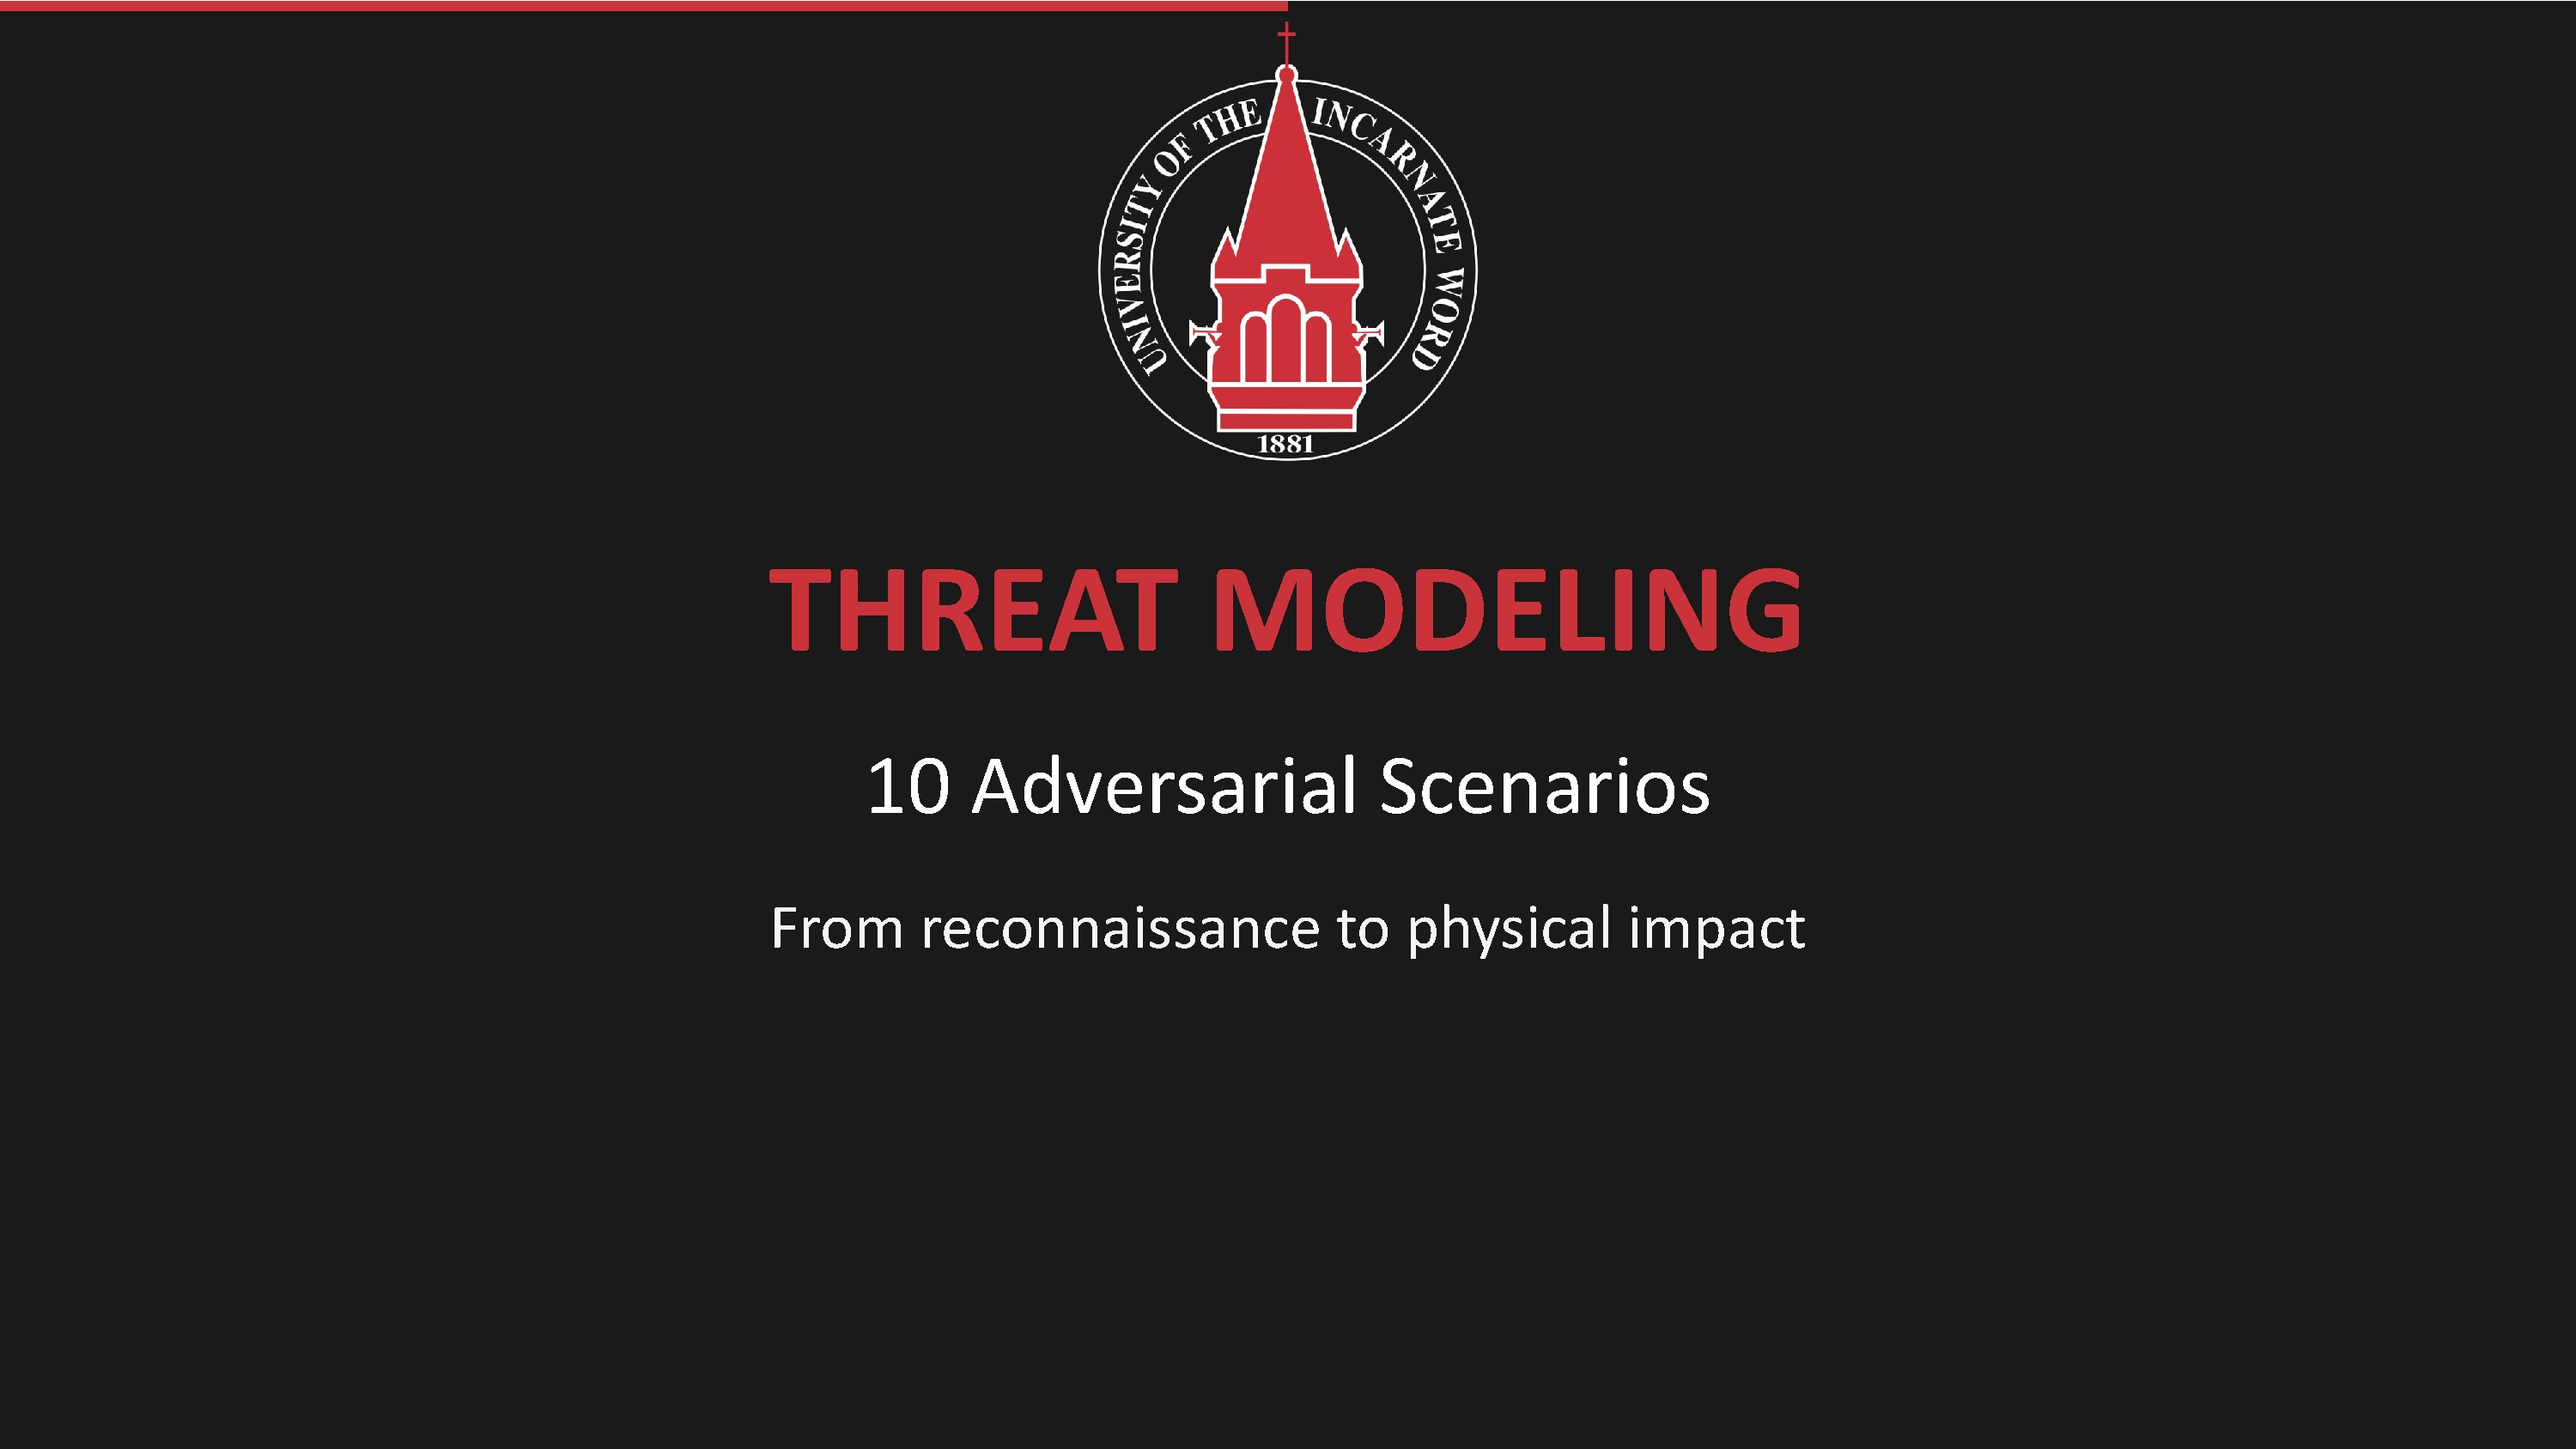 UNIVERSITY OF THE INCARNATE WORD
1881
THREAT MODELING
10 Adversarial Scenarios
From reconnaissance to physical impact